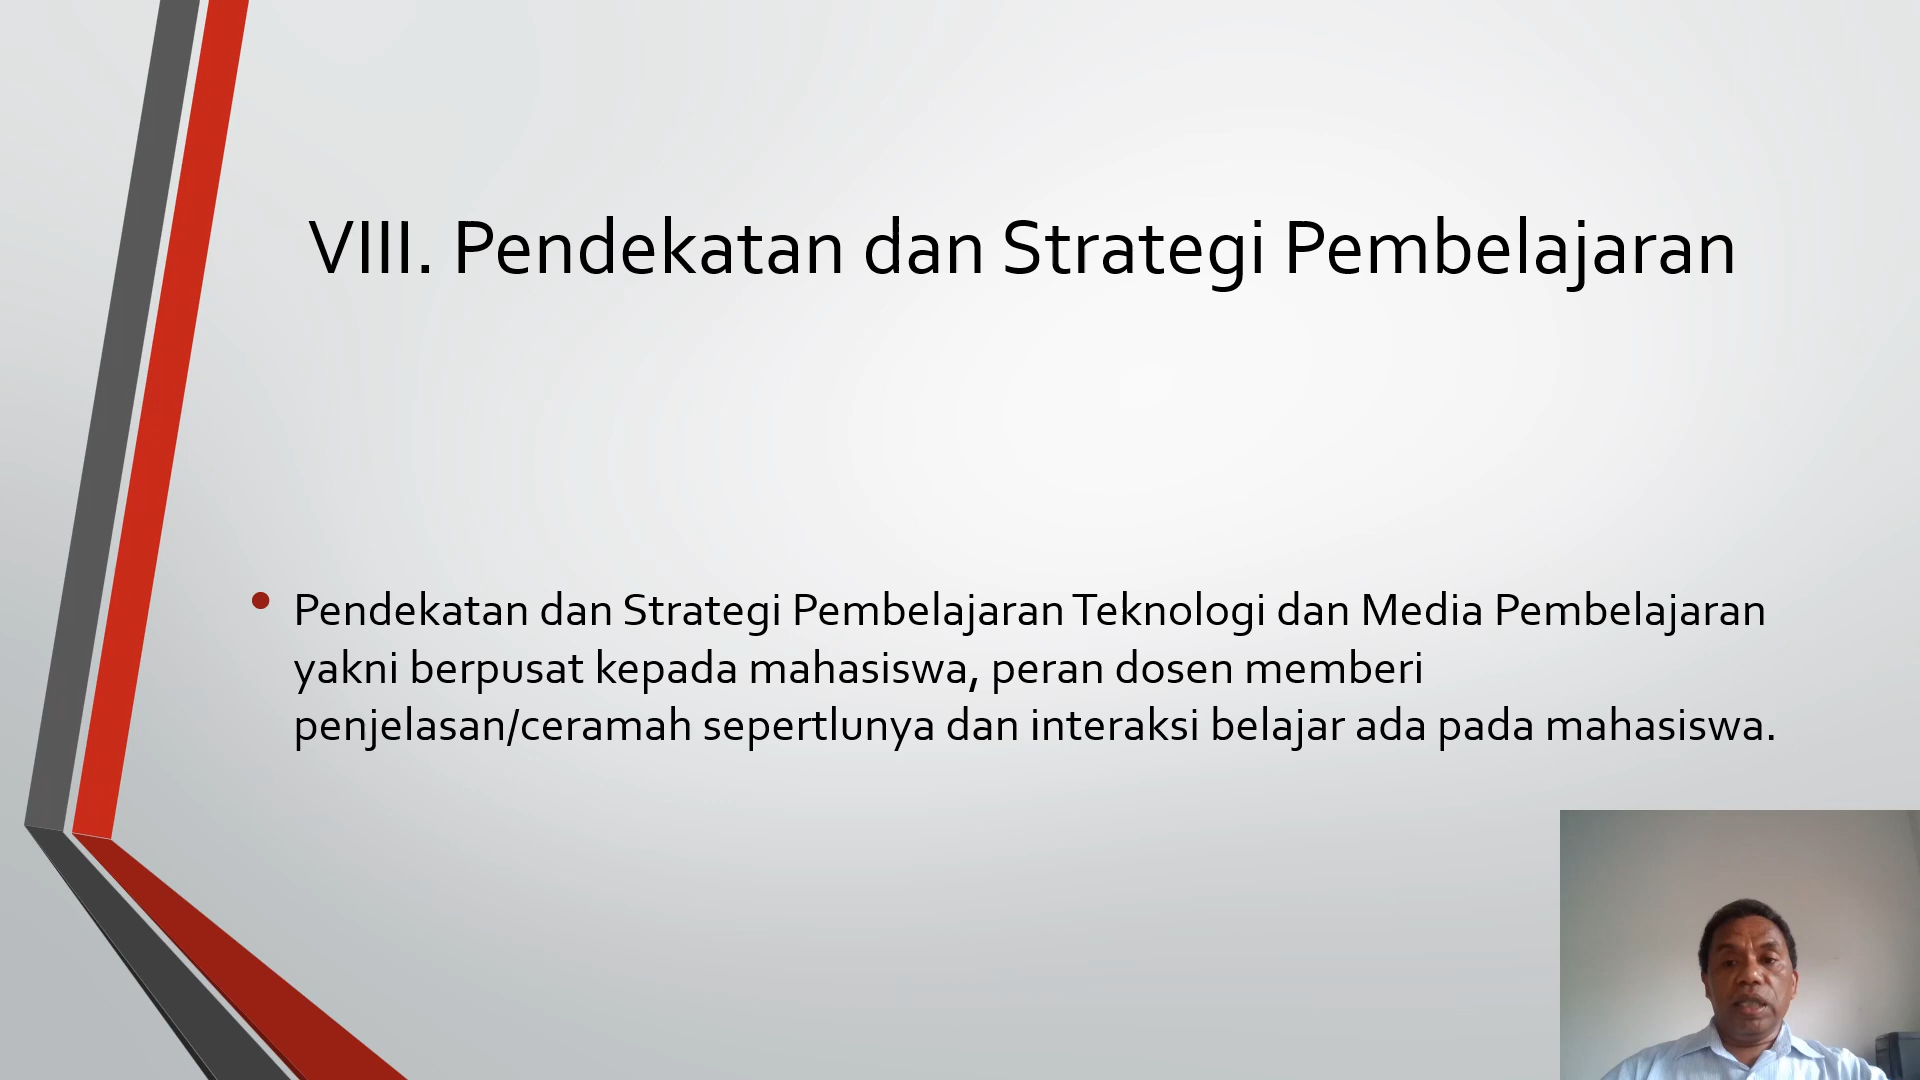 VIII. Pendekatan dan Strategi Pembelajaran
• Pendekatan dan Strategi Pembelajaran Teknologi dan Media Pembelajaran
yakni berpusat kepada mahasiswa, peran dosen memberi
penjelasan/ceramah sepertlunya dan interaksi belajar ada pada mahasiswa.